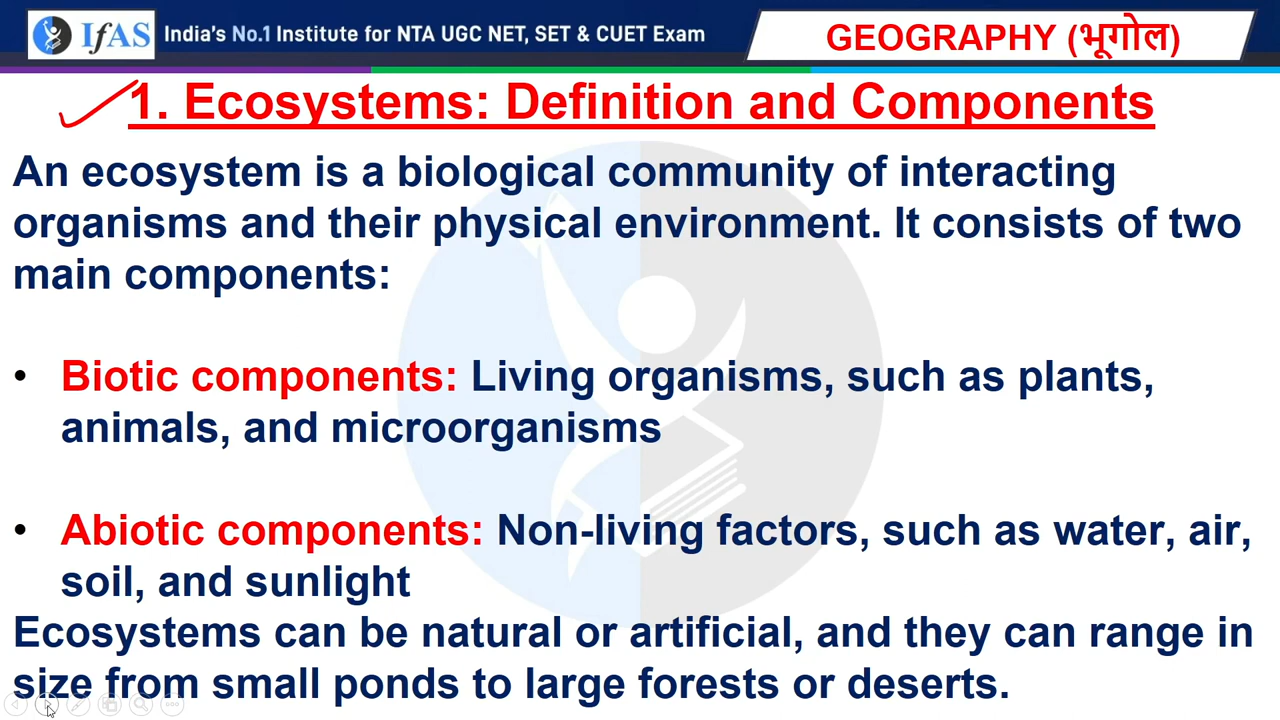 IfAS India's No.1 Institute for NTA UGC NET, SET & CUET Exam
GEOGRAPHY (भूगोल)
1. Ecosystems: Definition and Components
An ecosystem is a biological community of interacting
organisms and their physical environment. It consists of two
main components:
• Biotic components: Living organisms, such as plants,
animals, and microorganisms
• Abiotic components: Non-living factors, such as water, air,
soil, and sunlight
Ecosystems can be natural or artificial, and they can range in
size from small ponds to large forests or deserts.